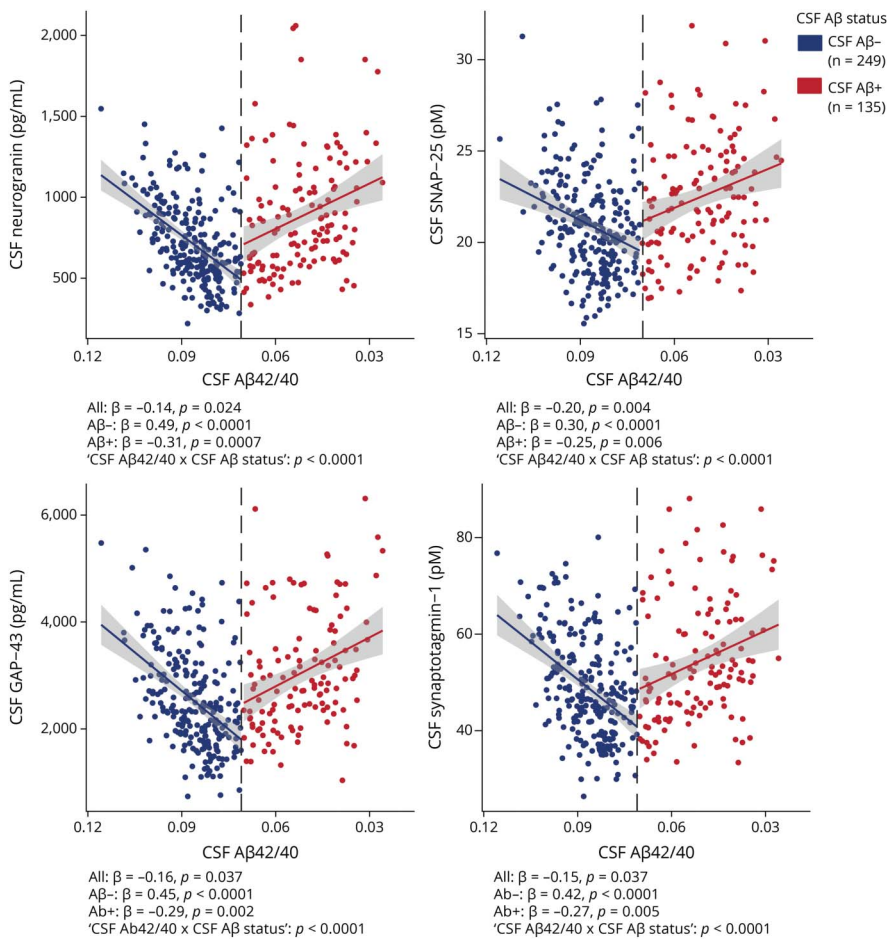 CSF Aβ status
CSF Aβ–
(n = 249)
CSF Aβ+
(n = 135)
CSF neurogranin (pg/mL)
2,000
1,500
1000
500
0.12 0.09 0.06 0.03
CSF Aβ42/40
All: β = –0.14, p = 0.024
Aβ–: β = 0.49, p < 0.0001
Aβ+: β = –0.31, p = 0.0007
‘CSF Aβ42/40 x CSF Aβ status’: p < 0.0001
CSF SNAP–25 (pM)
30
25
20
15
0.12 0.09 0.06 0.03
CSF Aβ42/40
All: β = –0.20, p = 0.004
Aβ–: β = 0.30, p < 0.0001
Aβ+: β = –0.25, p = 0.006
‘CSF Aβ42/40 x CSF Aβ status’: p < 0.0001
CSF GAP–43 (pg/mL)
6,000
4,000
2,000
0.12 0.09 0.06 0.03
CSF Aβ42/40
All: β = –0.16, p = 0.037
Aβ–: β = 0.45, p < 0.0001
Ab+: β = –0.29, p = 0.002
‘CSF Ab42/40 x CSF Aβ status’: p < 0.0001
CSF synaptotagmin–1 (pM)
80
60
40
0.12 0.09 0.06 0.03
CSF Aβ42/40
All: β = –0.15, p = 0.037
Ab–: β = 0.42, p < 0.0001
Ab+: β = –0.27, p = 0.005
‘CSF Aβ42/40 x CSF Aβ status’: p < 0.0001